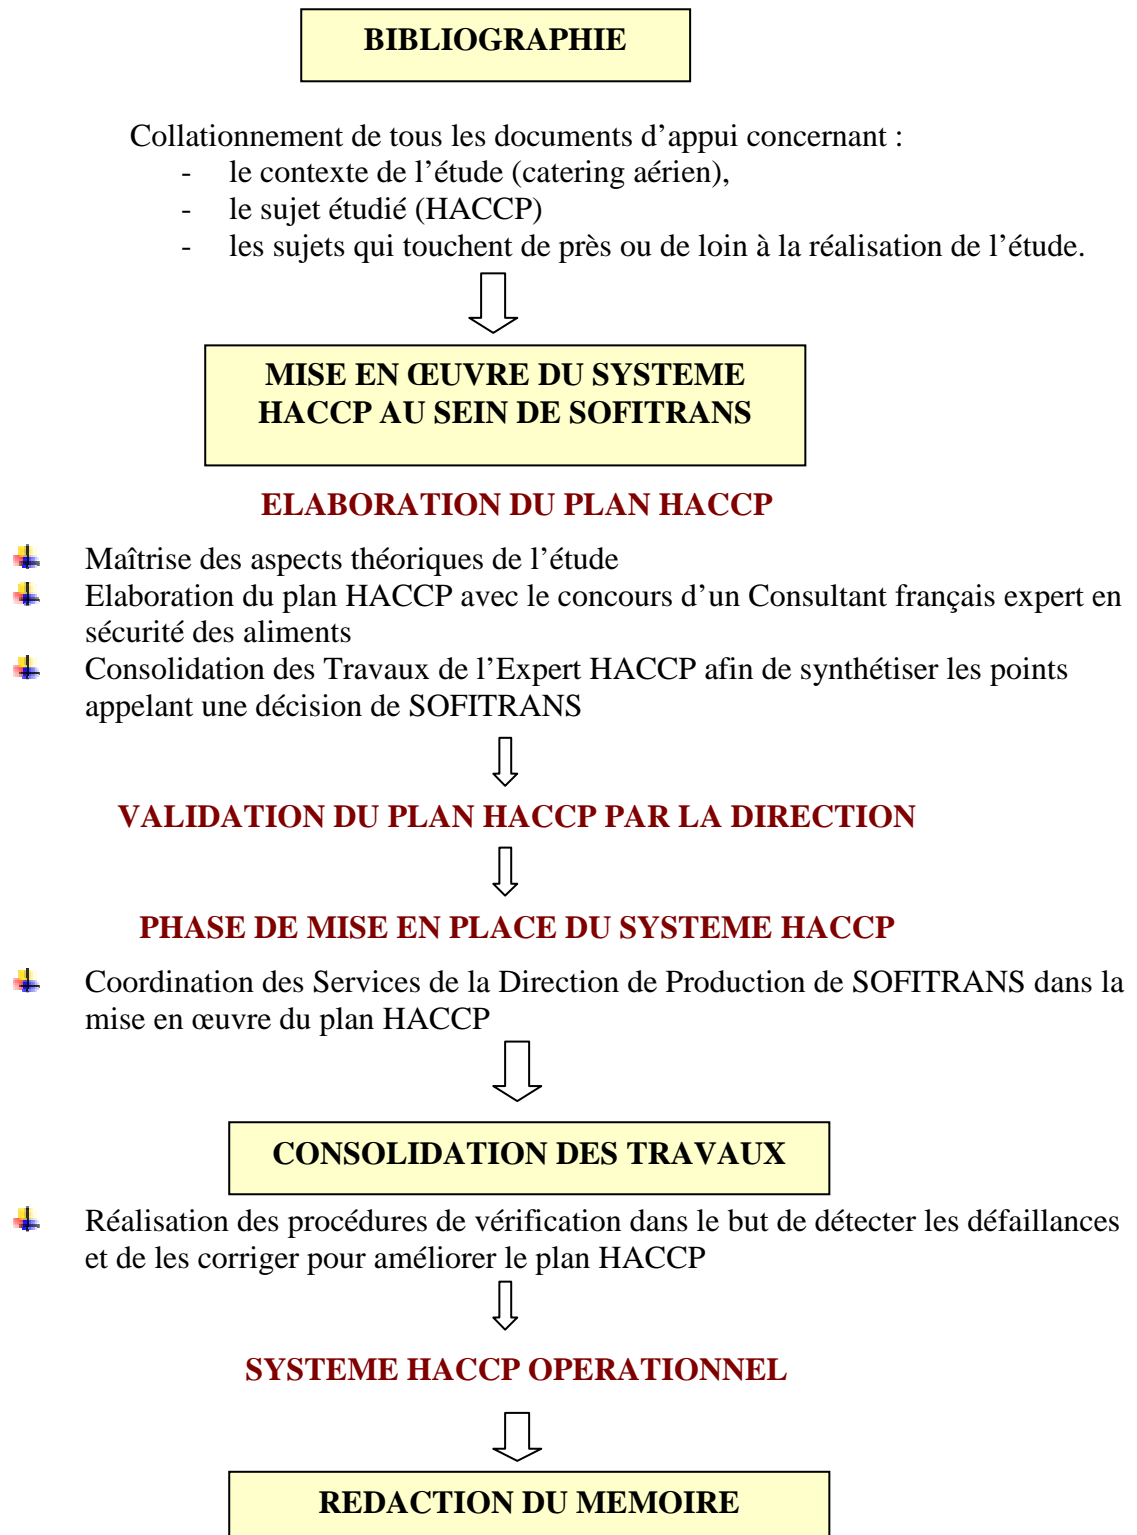 BIBLIOGRAPHIE
Collationnement de tous les documents d’appui concernant :
- le contexte de l’étude (catering aérien),
- le sujet étudié (HACCP)
- les sujets qui touchent de près ou de loin à la réalisation de l’étude.
MISE EN ŒUVRE DU SYSTEME
HACCP AU SEIN DE SOFITRANS
ELABORATION DU PLAN HACCP
Maîtrise des aspects théoriques de l’étude
Elaboration du plan HACCP avec le concours d’un Consultant français expert en
sécurité des aliments
Consolidation des Travaux de l’Expert HACCP afin de synthétiser les points
appelant une décision de SOFITRANS
VALIDATION DU PLAN HACCP PAR LA DIRECTION
PHASE DE MISE EN PLACE DU SYSTEME HACCP
Coordination des Services de la Direction de Production de SOFITRANS dans la
mise en œuvre du plan HACCP
CONSOLIDATION DES TRAVAUX
Réalisation des procédures de vérification dans le but de détecter les défaillances
et de les corriger pour améliorer le plan HACCP
SYSTEME HACCP OPERATIONNEL
REDACTION DU MEMOIRE